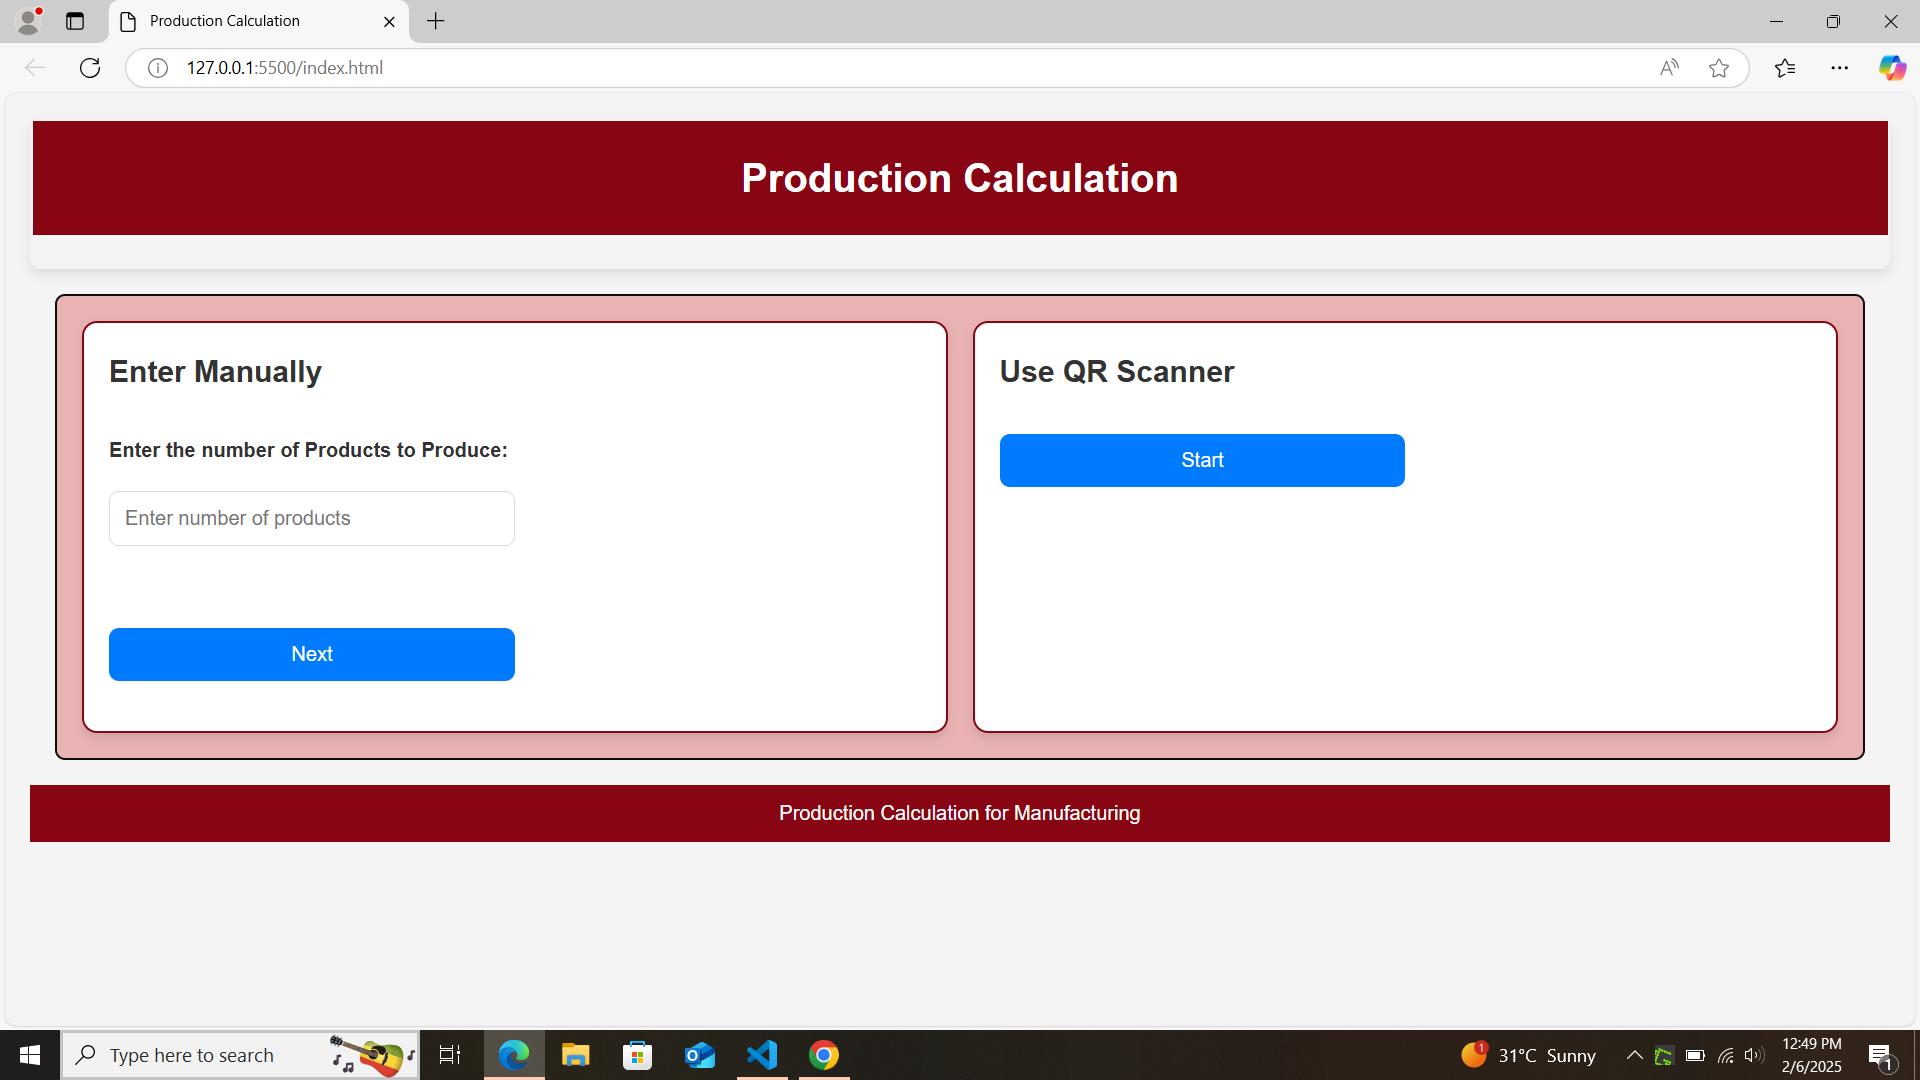 Production Calculation
127.0.0.1:5500/index.html
Production Calculation
Enter Manually
Enter the number of Products to Produce:
Enter number of products
Next
Use QR Scanner
Start
Production Calculation for Manufacturing
Type here to search
1
31°C Sunny
12:49 PM
2/6/2025
1